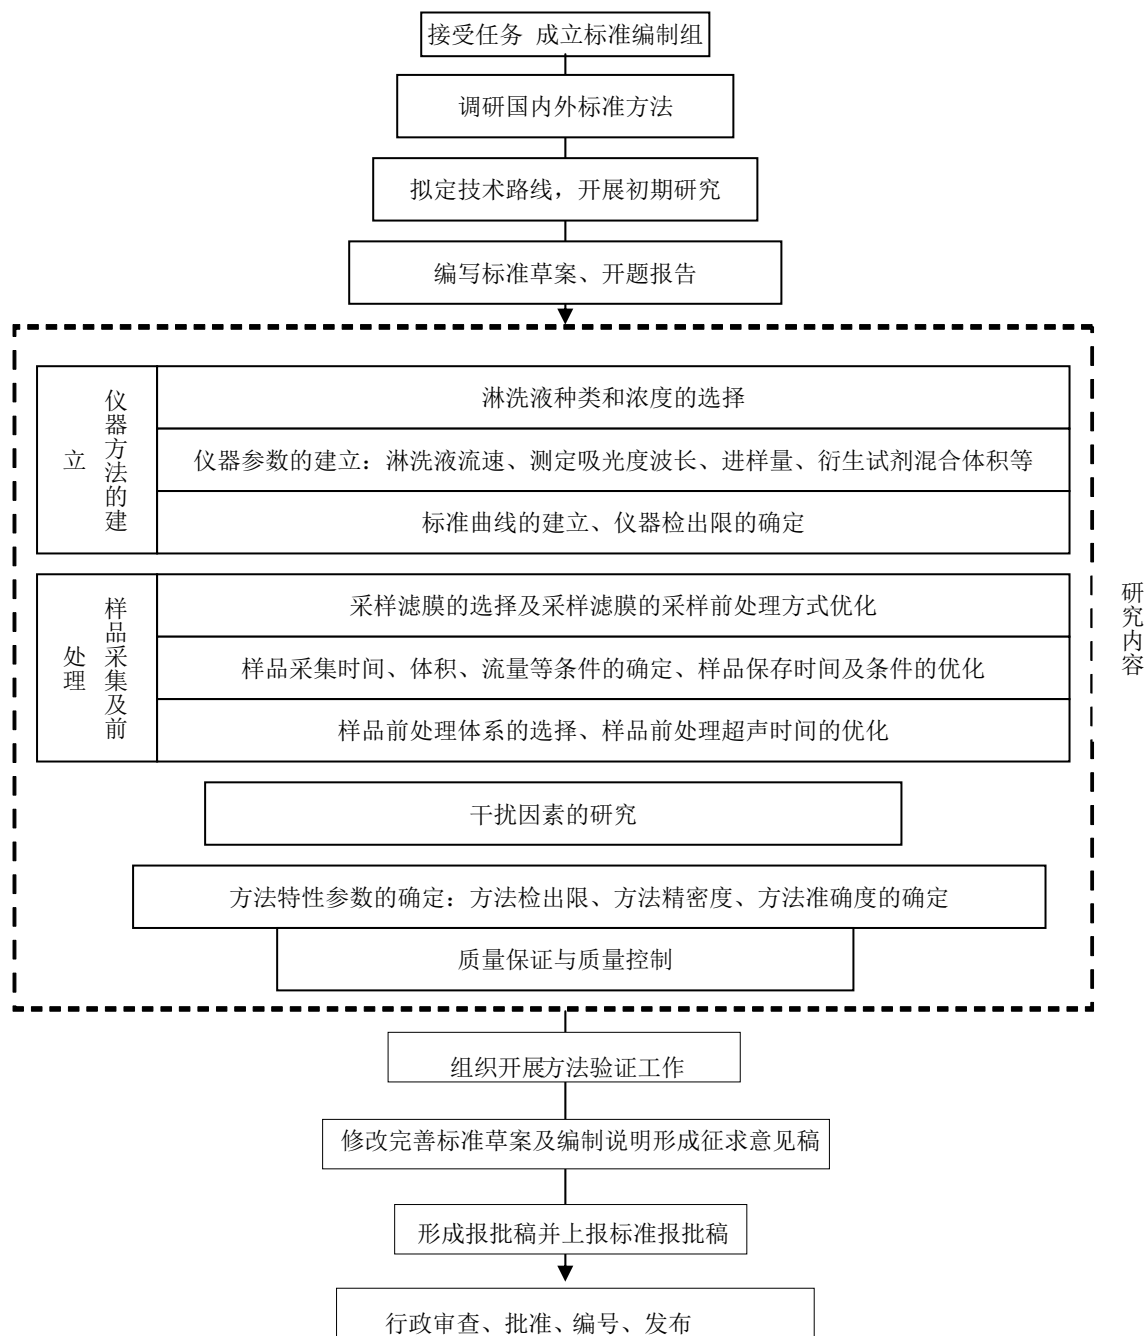 接受任务 成立标准编制组
调研国内外标准方法
拟定技术路线，开展初期研究
编写标准草案、开题报告
仪器方法的建
立
淋洗液种类和浓度的选择
仪器参数的建立：淋洗液流速、测定吸光度波长、进样量、衍生试剂混合体积等
标准曲线的建立、仪器检出限的确定
样品采集及前
处理
采样滤膜的选择及采样滤膜的采样前处理方式优化
样品采集时间、体积、流量等条件的确定、样品保存时间及条件的优化
样品前处理体系的选择、样品前处理超声时间的优化
研究内容
干扰因素的研究
方法特性参数的确定：方法检出限、方法精密度、方法准确度的确定
质量保证与质量控制
组织开展方法验证工作
修改完善标准草案及编制说明形成征求意见稿
形成报批稿并上报标准报批稿
行政审查、批准、编号、发布